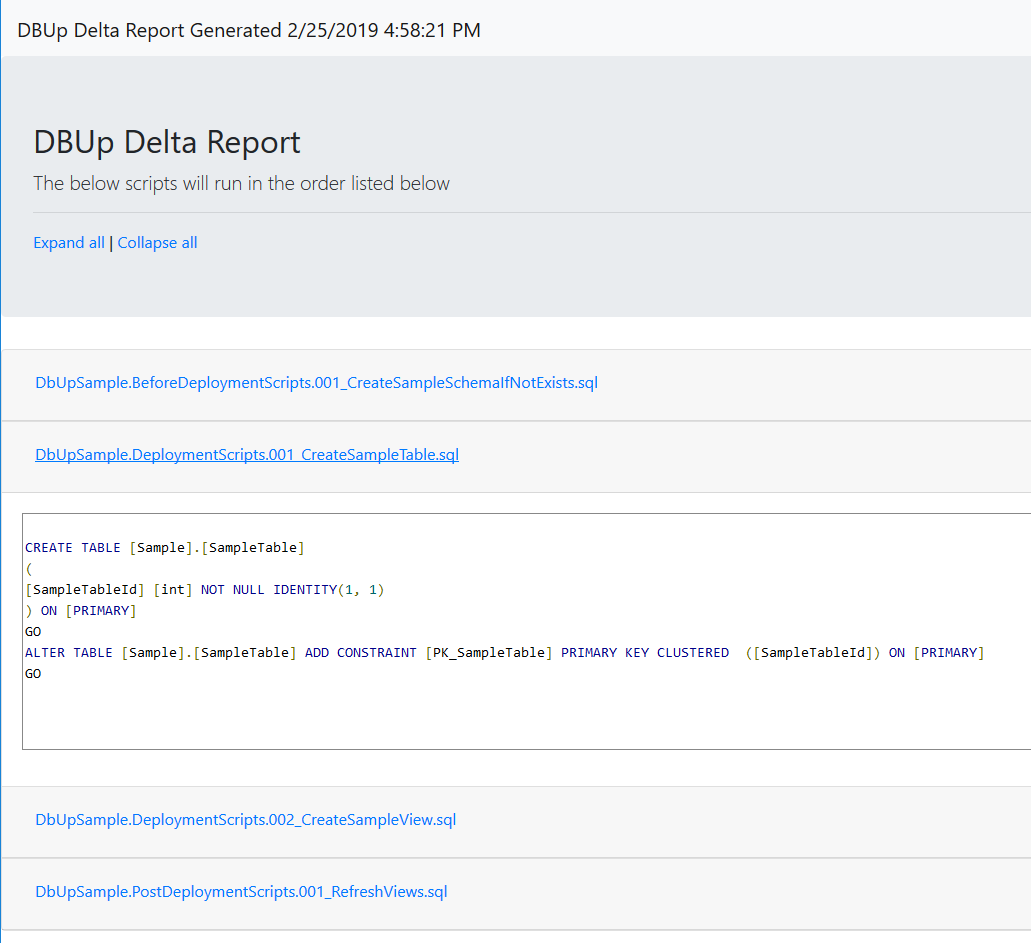 DBUp Delta Report Generated 2/25/2019 4:58:21 PM
DBUp Delta Report
The below scripts will run in the order listed below
Expand all | Collapse all
DbUpSample.BeforeDeploymentScripts.001_CreateSampleSchemaIfNotExists.sql
DbUpSample.DeploymentScripts.001_CreateSampleTable.sql
CREATE TABLE [Sample].[SampleTable]
(
[SampleTableId] [int] NOT NULL IDENTITY(1, 1)
) ON [PRIMARY]
GO
ALTER TABLE [Sample].[SampleTable] ADD CONSTRAINT [PK_SampleTable] PRIMARY KEY CLUSTERED  ([SampleTableId]) ON [PRIMARY]
GO
DbUpSample.DeploymentScripts.002_CreateSampleView.sql
DbUpSample.PostDeploymentScripts.001_RefreshViews.sql